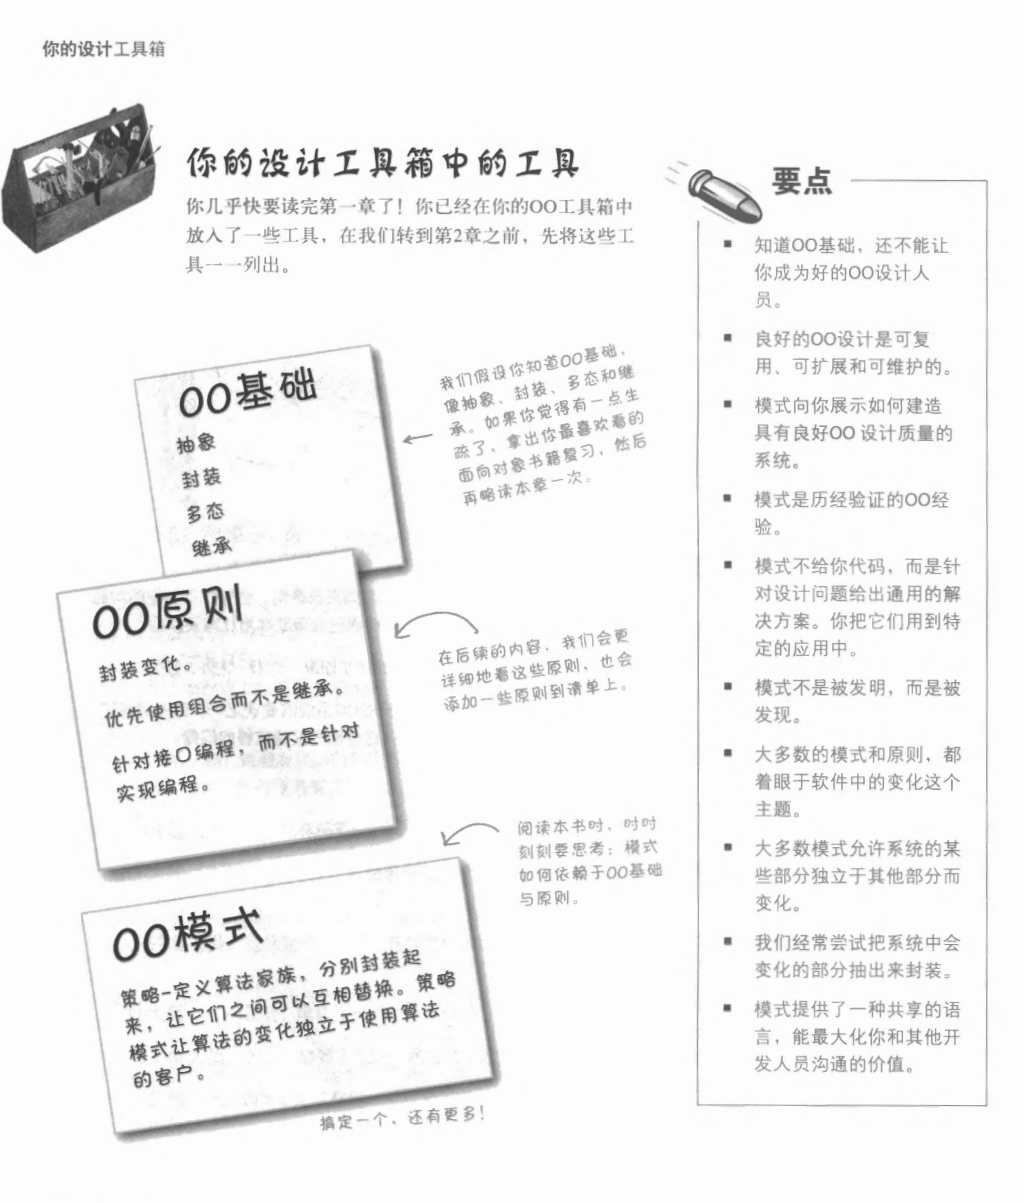 你的设计工具箱
你的设计工具箱中的工具
你几乎快要读完第一章了！你已经在你的OO工具箱中
放入了一些工具，在我们转到第2章之前，先将这些工
具一一列出。
OO基础
抽象
封装
多态
继承
我们假设你知道OO基础，
像抽象、封装、多态和继
承。如果你觉得有一点生
疏了，拿出你最喜欢看的
面向对象书籍复习，然后
再略读本章一次。
OO原则
封装变化。
优先使用组合而不是继承。
针对接口编程，而不是针对
实现编程。
在后续的内容，我们会更
详细地看这些原则，也会
添加一些原则到清单上。
阅读本书时，时时
刻刻要思考：模式
如何依赖于OO基础
与原则。
OO模式
策略-定义算法家族，分别封装起
来，让它们之间可以互相替换。策略
模式让算法的变化独立于使用算法
的客户。
搞定一个，还有更多！
要点
■ 知道OO基础，还不能让
你成为好的OO设计人
员。
■ 良好的OO设计是可复
用、可扩展和可维护的。
■ 模式向你展示如何建造
具有良好OO 设计质量的
系统。
■ 模式是历经验证的OO经
验。
■ 模式不给你代码，而是针
对设计问题给出通用的解
决方案。你把它们用到特
定的应用中。
■ 模式不是被发明，而是被
发现。
■ 大多数的模式和原则，都
着眼于软件中的变化这个
主题。
■ 大多数模式允许系统的某
些部分独立于其他部分而
变化。
■ 我们经常尝试把系统中会
变化的部分抽出来封装。
■ 模式提供了一种共享的语
言，能最大化你和其他开
发人员沟通的价值。